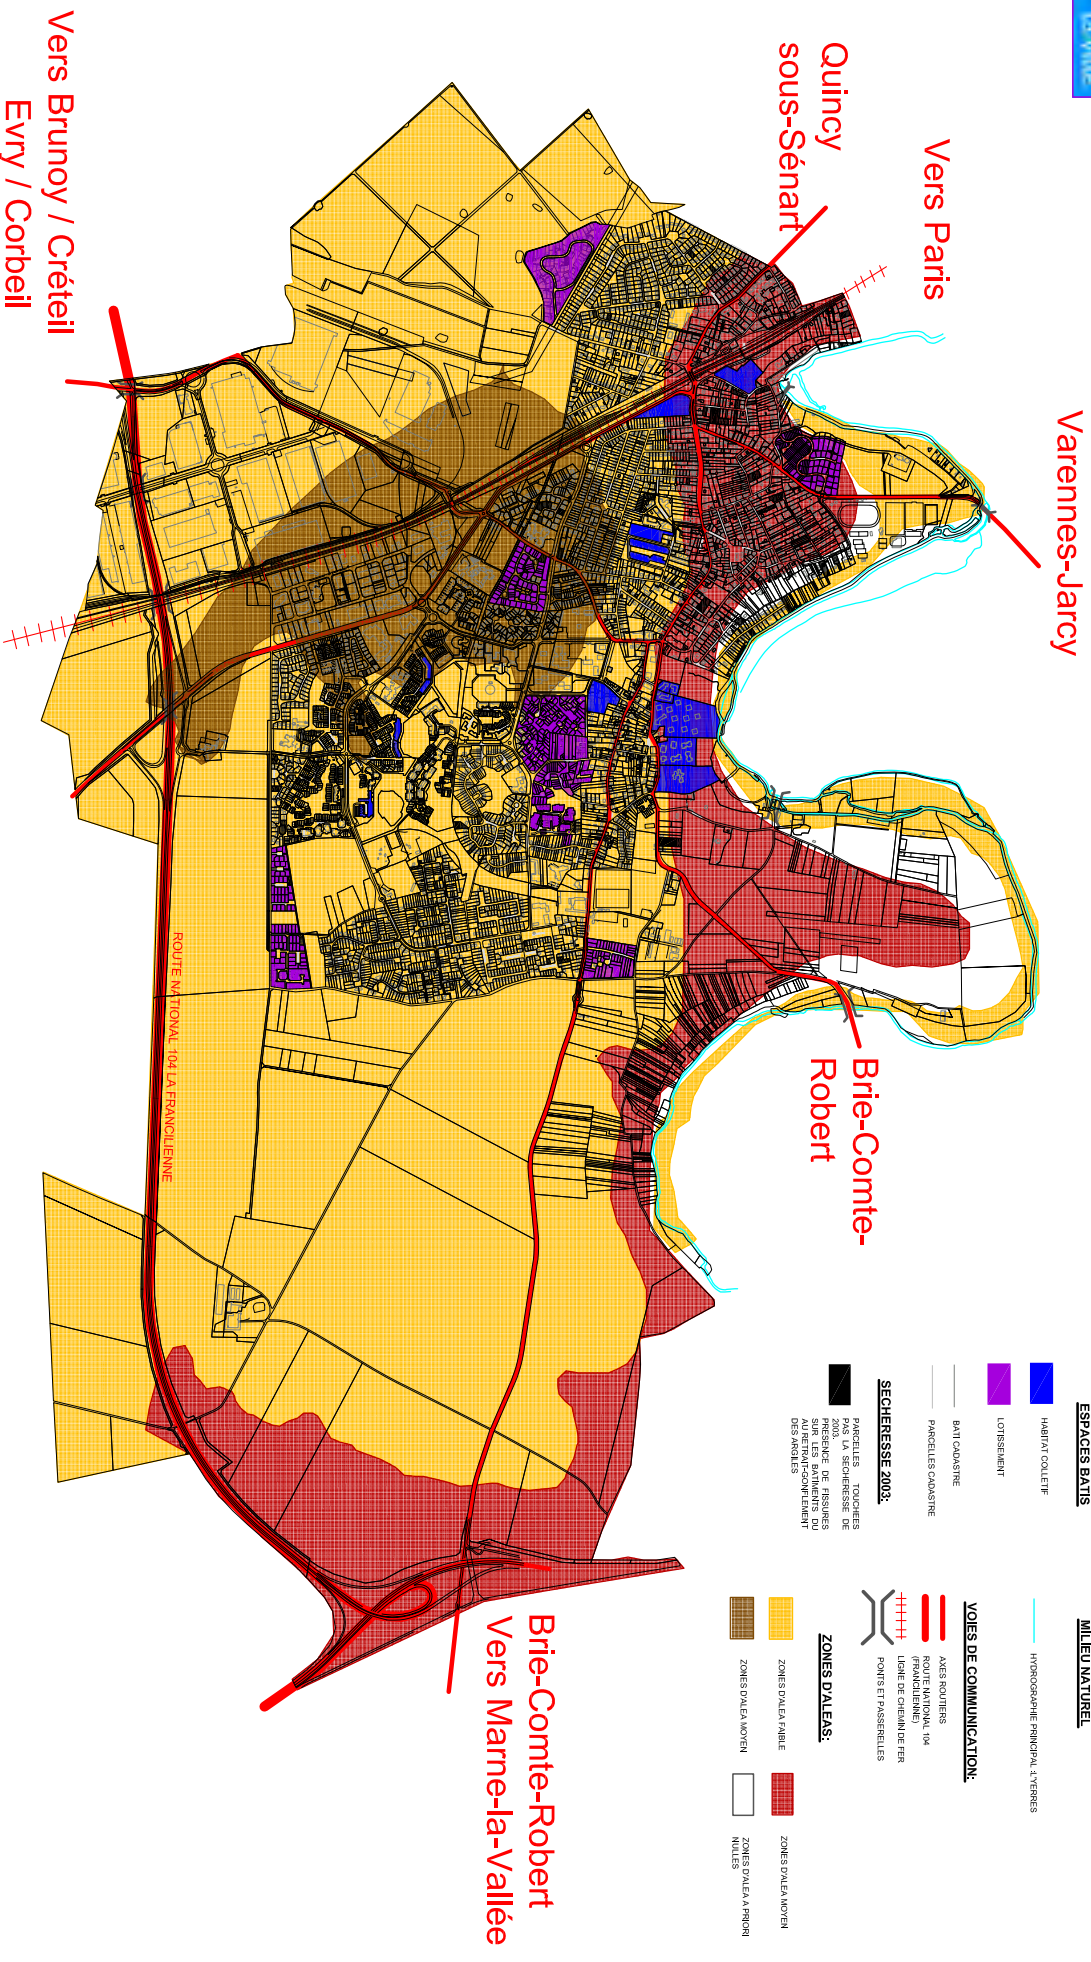 Vers Paris
Varennes-Jarcy
Quincy
sous-Sénart
Vers Brunoy / Créteil
Evry / Corbeil
Brie-Comte-
Robert
ROUTE NATIONAL 104 LA FRANCILIENNE
Brie-Comte-Robert
Vers Marne-la-Vallée
ESPACES BATIS
HABITAT COLLETIF
LOTISSEMENT
BATI CADASTRE
PARCELLES CADASTRE
SECHERESSE 2003:
PARCELLES TOUCHEES
PAS LA SECHERESSE DE
2003.
PRESENCE DE FISSURES
SUR LES BATIMENTS DU
AU RETRAIT-GONFLEMENT
DES ARGILES
MILIEU NATUREL
HYDROGRAPHIE PRINCIPAL :L'YERRES
VOIES DE COMMUNICATION:
AXES ROUTIERS
ROUTE NATIONAL 104
(FRANCILIENNE)
LIGNE DE CHEMIN DE FER
PONTS ET PASSERELLES
ZONES D'ALEAS:
ZONES D'ALEA FAIBLE
ZONES D'ALEA MOYEN
ZONES D'ALEA MOYEN
ZONES D'ALEA A PRIORI
NULLES